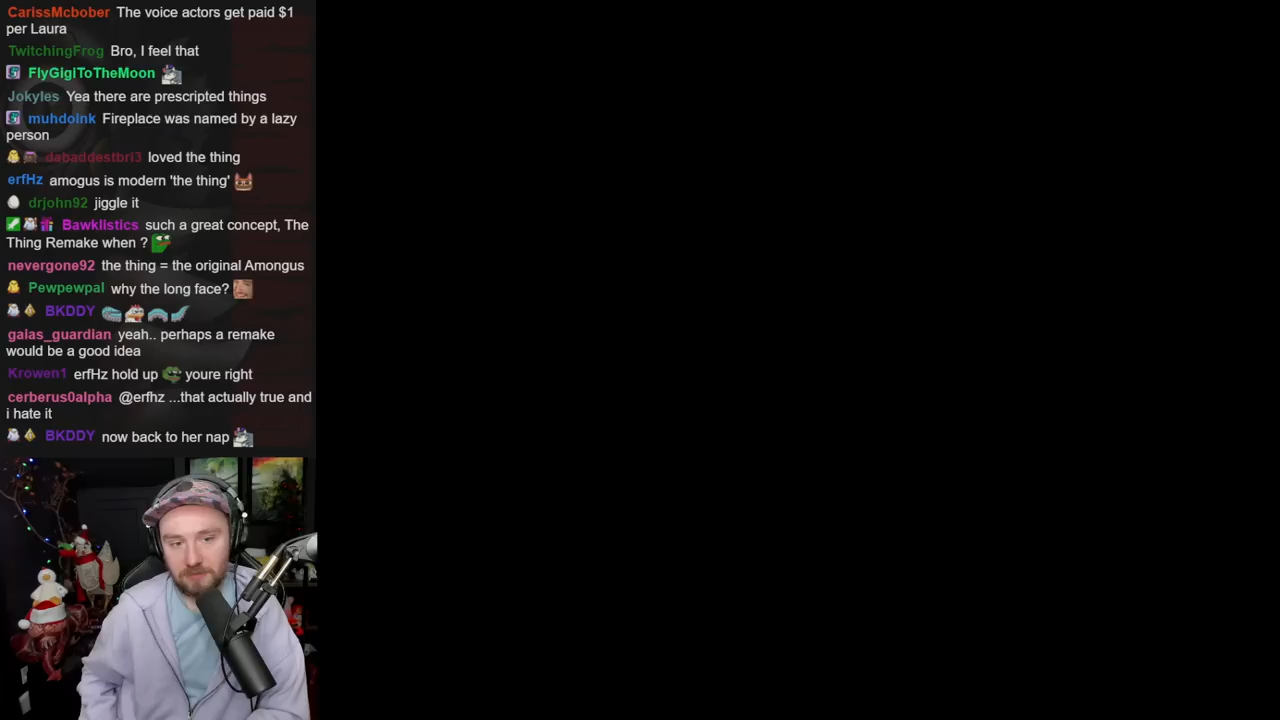 CarissMcbober The voice actors get paid $1
per Laura
TwitchingFrog Bro, I feel that
FlyGigiToTheMoon
Jokyles Yea there are prescripted things
muhdoink Fireplace was named by a lazy
person
dabaddestbrl3 loved the thing
erfHz amogus is modern 'the thing'
drjohn92 jiggle it
Bawklistics such a great concept, The
Thing Remake when ?
nevergone92 the thing = the original Amongus
Pewpewpal why the long face?
BKDDY
gaias_guardian yeah.. perhaps a remake
would be a good idea
Krowen1 erfHz hold up youre right
cerberus0alpha @erfhz ...that actually true and
i hate it
BKDDY now back to her nap